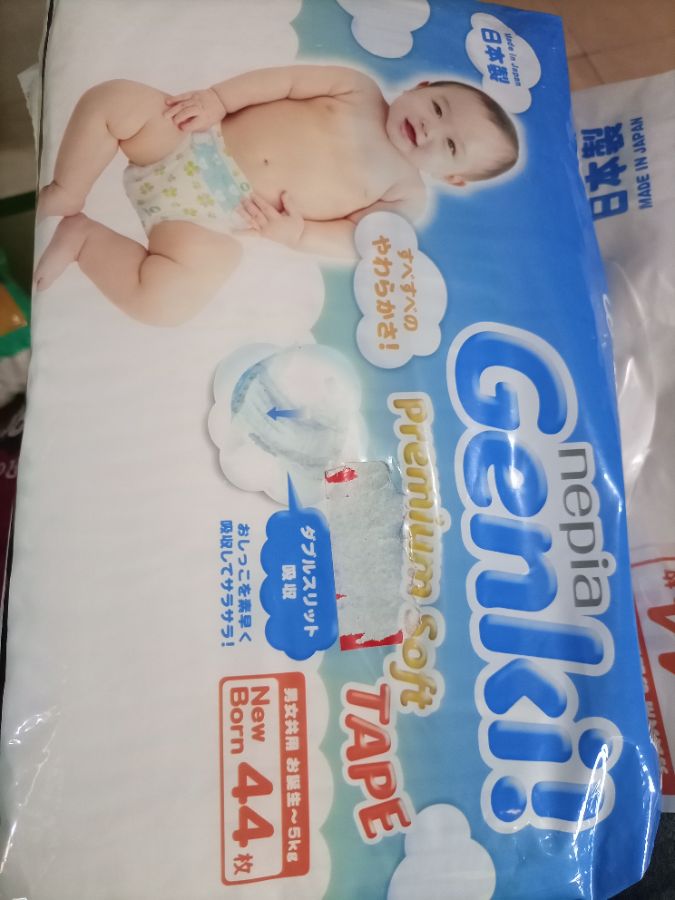 Made in Japan
日本製
nepia
Genki!
Premium Soft
TAPE
すべすべの
やわらかさ!
ダブルスリット
吸収
おしっこを素早く
吸収してサラサラ!
男女共用 お誕生~5kg
New
Born
44枚
日本製
MADE IN JAPAN